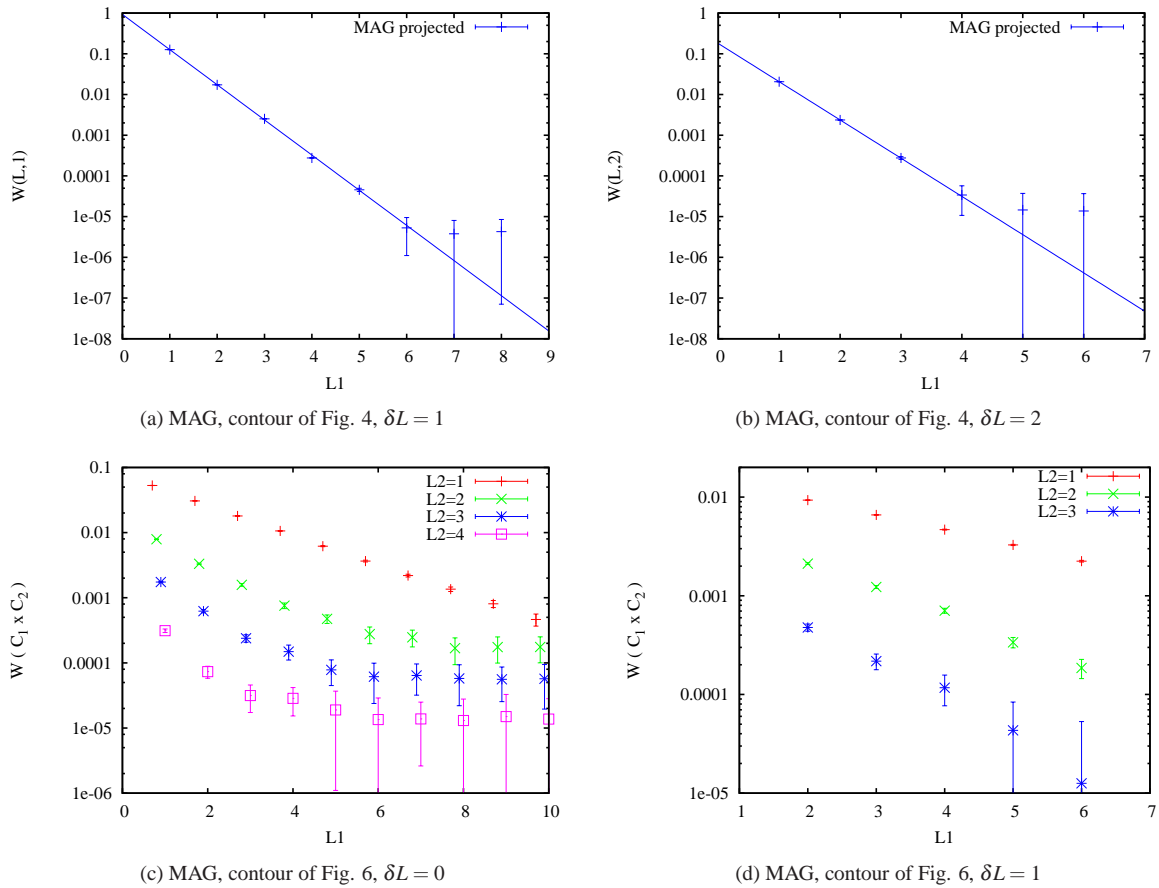 1
0.1
0.01
0.001
0.0001
1e-05
1e-06
1e-07
1e-08
0 1 2 3 4 5 6 7 8 9
W(L,1)
L1
MAG projected
(a) MAG, contour of Fig. 4, δL = 1
1
0.1
0.01
0.001
0.0001
1e-05
1e-06
1e-07
1e-08
0 1 2 3 4 5 6 7
W(L,2)
L1
MAG projected
(b) MAG, contour of Fig. 4, δL = 2
0.1
0.01
0.001
0.0001
1e-05
1e-06
0 2 4 6 8 10
W ( C₁ x C₂ )
L1
L2=1
L2=2
L2=3
L2=4
(c) MAG, contour of Fig. 6, δL = 0
0.01
0.0001
1e-05
1 2 3 4 5 6 7
W ( C₁ x C₂ )
L1
L2=1
L2=2
L2=3
(d) MAG, contour of Fig. 6, δL = 1